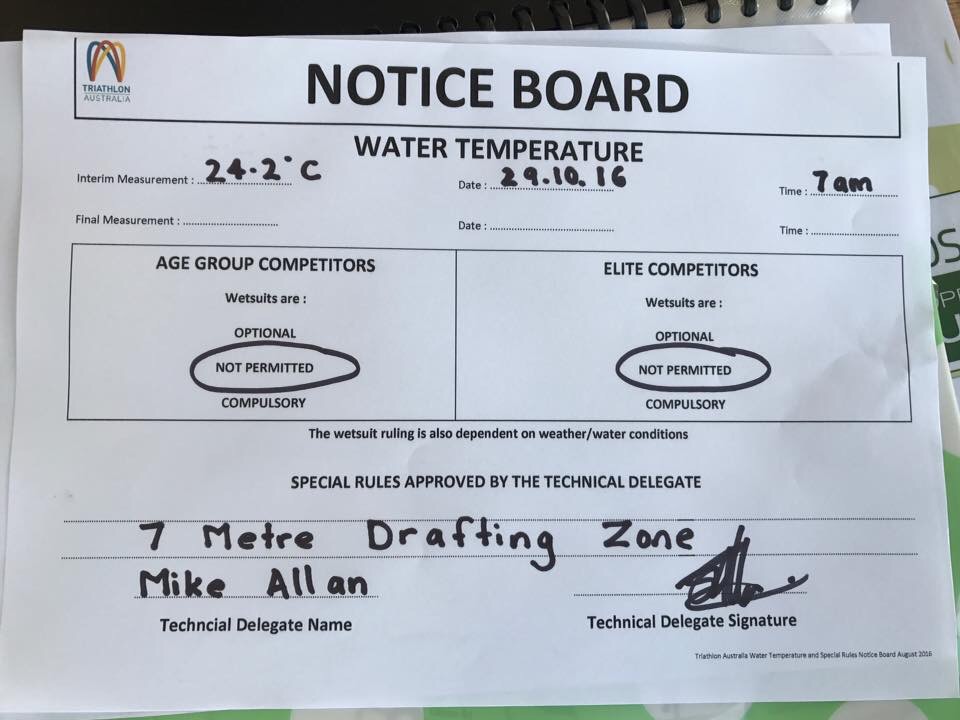 TRIATHLON
AUSTRALIA
NOTICE BOARD
WATER TEMPERATURE
Interim Measurement : 24.2°C Date : 29.10.16 Time : 7am
Final Measurement : Date : Time :
AGE GROUP COMPETITORS
Wetsuits are :
OPTIONAL
NOT PERMITTED
COMPULSORY
ELITE COMPETITORS
Wetsuits are :
OPTIONAL
NOT PERMITTED
COMPULSORY
The wetsuit ruling is also dependent on weather/water conditions
SPECIAL RULES APPROVED BY THE TECHNICAL DELEGATE
7 Metre Drafting Zone
Mike Allan
Techncial Delegate Name
Technical Delegate Signature
Triathlon Australia Water Temperature and Special Rules Notice Board August 2016